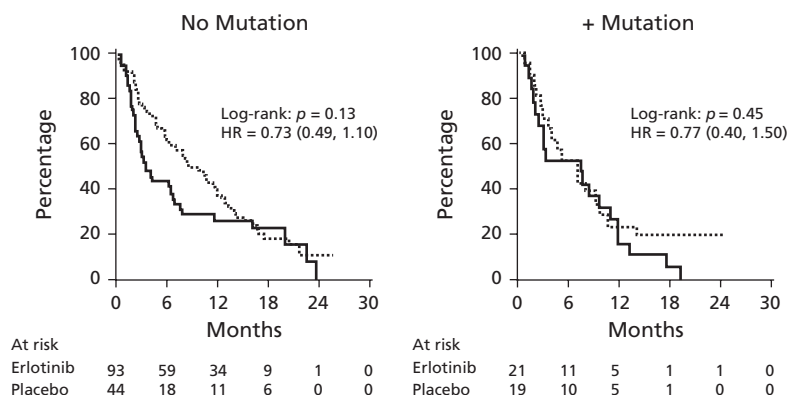 No Mutation
100
80
60
40
20
0
Percentage
Log-rank: p = 0.13
HR = 0.73 (0.49, 1.10)
0 6 12 18 24 30
Months
At risk
Erlotinib 93 59 34 9 1 0
Placebo 44 18 11 6 0 0
+ Mutation
100
80
60
40
20
0
Percentage
Log-rank: p = 0.45
HR = 0.77 (0.40, 1.50)
0 6 12 18 24 30
Months
At risk
Erlotinib 21 11 5 1 1 0
Placebo 19 10 5 1 0 0